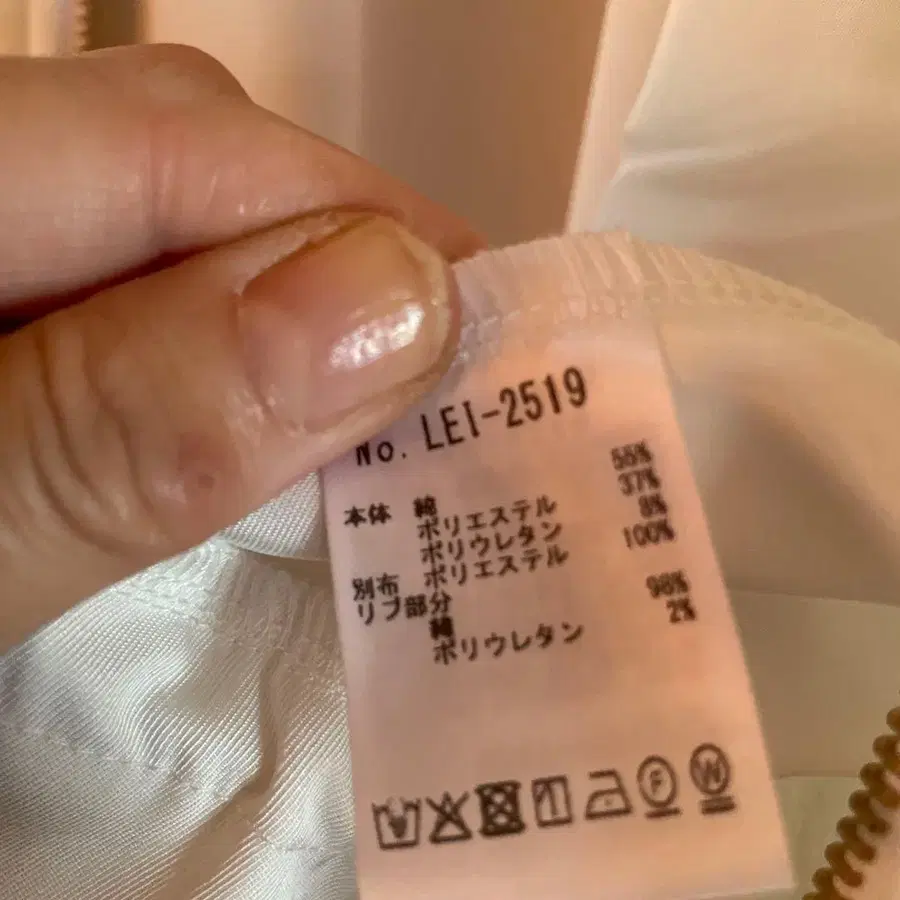 No. LEI-2519
本体 綿 55%
ポリエステル 37%
ポリウレタン 8%
別布 ポリエステル 100%
リブ部分
綿 98%
ポリウレタン 2%
F W